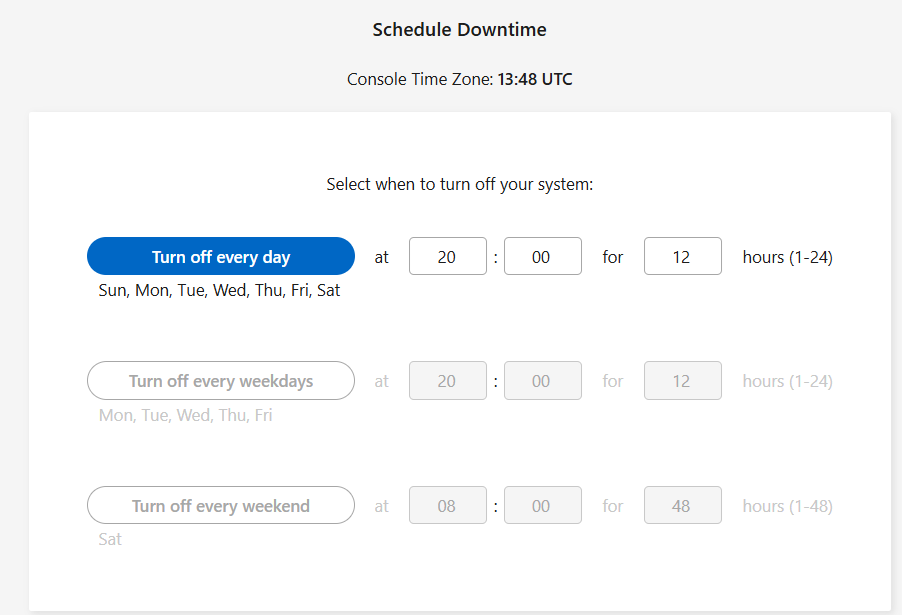 Schedule Downtime
Console Time Zone: 13:48 UTC
Select when to turn off your system:
Turn off every day at 20 : 00 for 12 hours (1-24)
Sun, Mon, Tue, Wed, Thu, Fri, Sat
Turn off every weekdays at 20 : 00 for 12 hours (1-24)
Mon, Tue, Wed, Thu, Fri
Turn off every weekend at 08 : 00 for 48 hours (1-48)
Sat